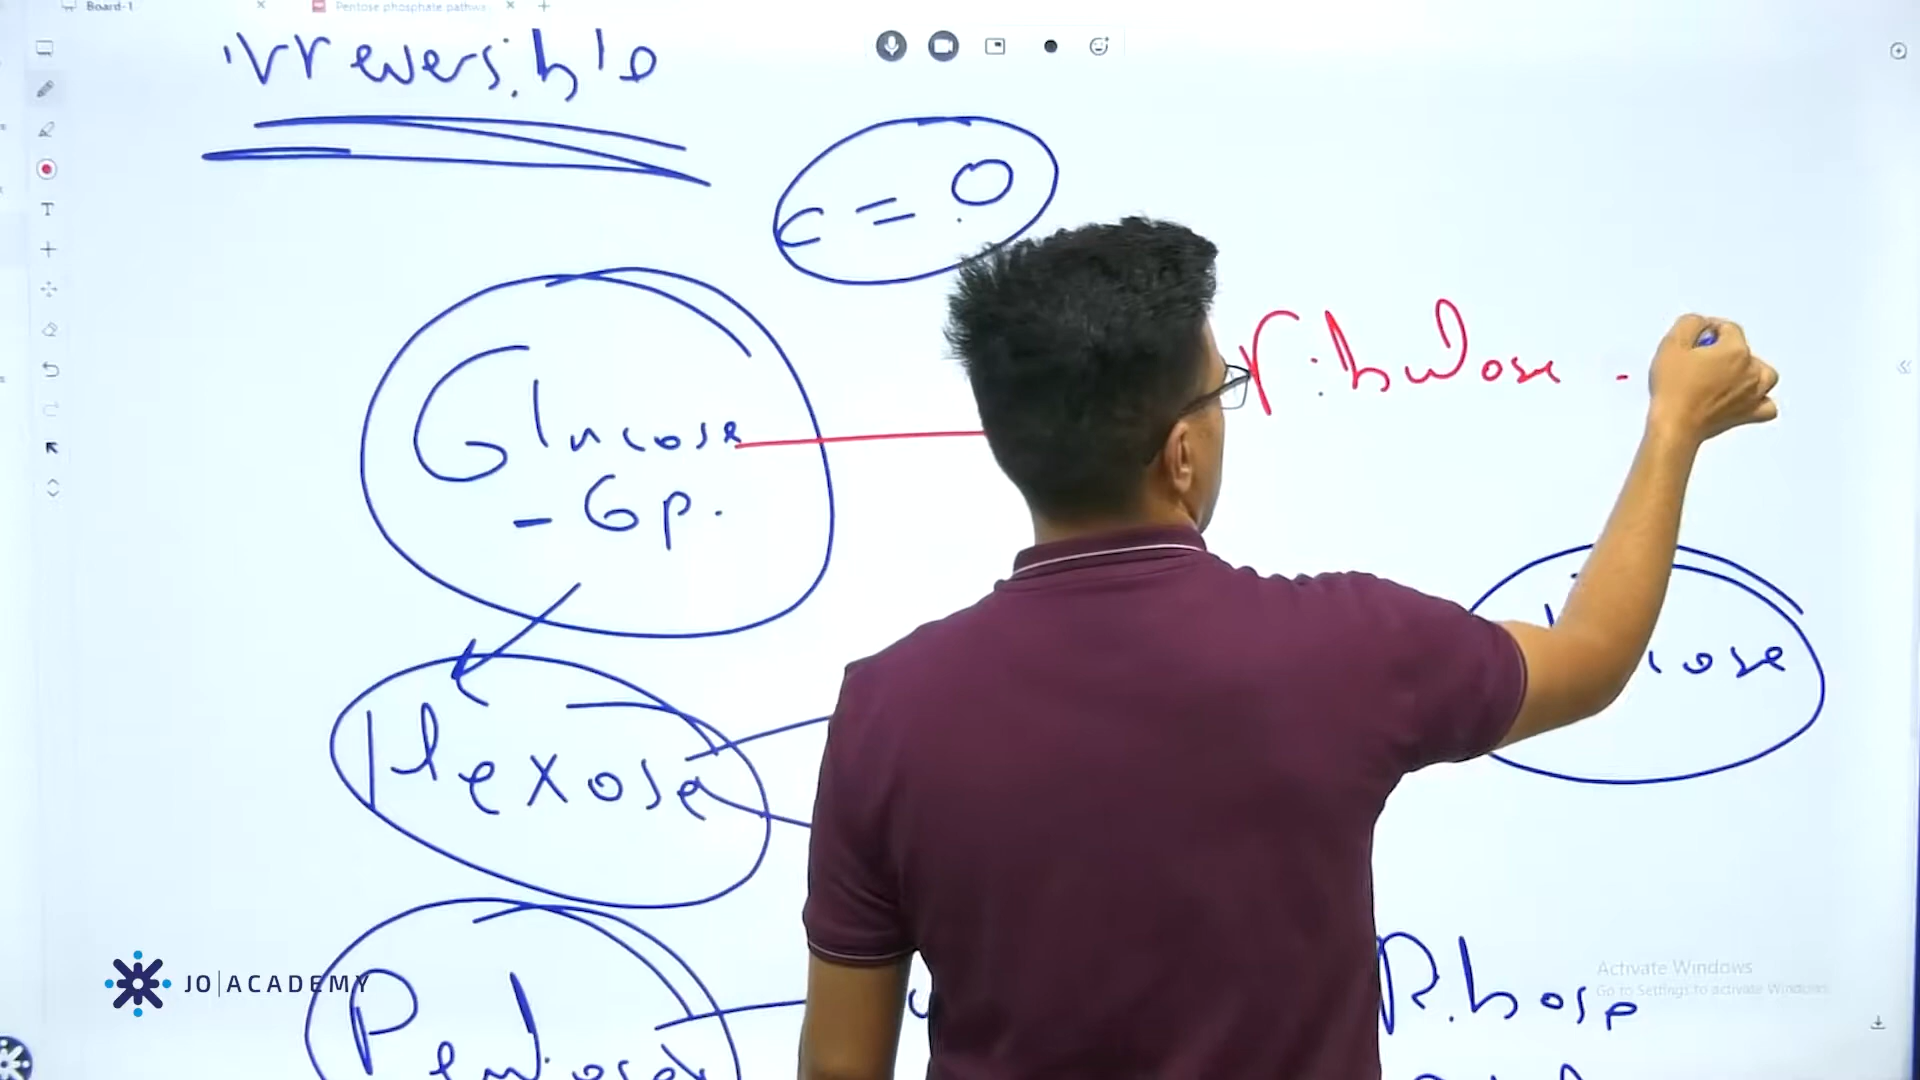 Board-1
Pentose phosphate pathwa
irreversible
c = O
Glucose
- 6p.
ribulose -
Hexose
Pentose
Ribose
JO|ACADEMY
Activate Windows
Go to Settings to activate Windows.
T